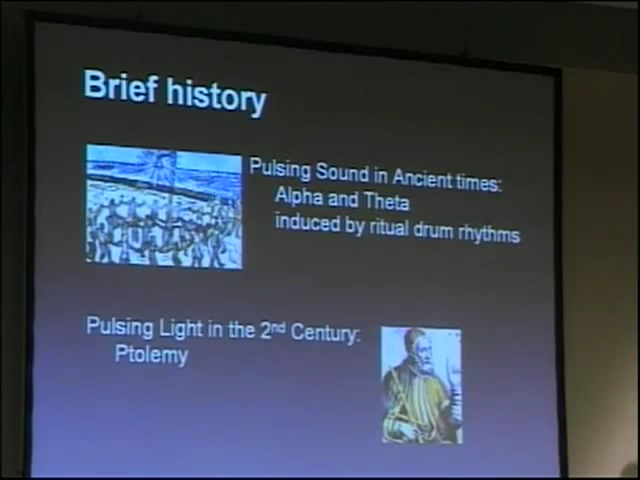 Brief history
Pulsing Sound in Ancient times:
Alpha and Theta
induced by ritual drum rhythms
Pulsing Light in the 2nd Century:
Ptolemy